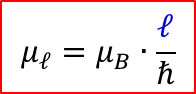 μ_ℓ = μ_B · ℓ/ħ